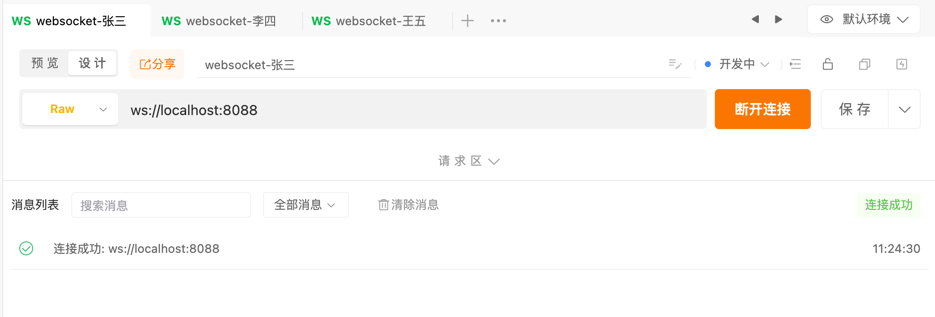 WS websocket-张三 WS websocket-李四 WS websocket-王五 默认环境
预 览 设 计 分享 websocket-张三 开发中
Raw ws://localhost:8088 断开连接 保 存
请 求 区
消息列表 搜索消息 全部消息 清除消息 连接成功
连接成功: ws://localhost:8088 11:24:30